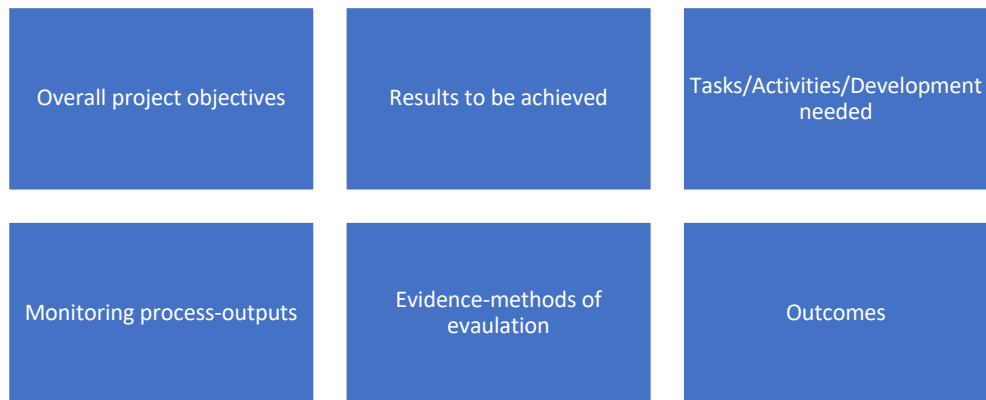 Overall project objectives
Results to be achieved
Tasks/Activities/Development
needed
Monitoring process-outputs
Evidence-methods of
evaulation
Outcomes